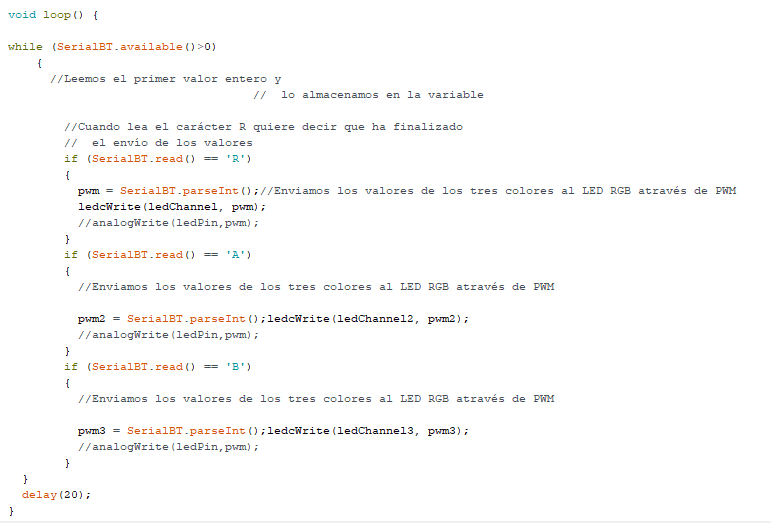 void loop() {
while (SerialBT.available()>0)
{
//Leemos el primer valor entero y
// lo almacenamos en la variable
//Cuando lea el carácter R quiere decir que ha finalizado
// el envío de los valores
if (SerialBT.read() == 'R')
{
pwm = SerialBT.parseInt();//Enviamos los valores de los tres colores al LED RGB através de PWM
ledcWrite(ledChannel, pwm);
//analogWrite(ledPin,pwm);
}
if (SerialBT.read() == 'A')
{
//Enviamos los valores de los tres colores al LED RGB através de PWM
pwm2 = SerialBT.parseInt();ledcWrite(ledChannel2, pwm2);
//analogWrite(ledPin,pwm);
}
if (SerialBT.read() == 'B')
{
//Enviamos los valores de los tres colores al LED RGB através de PWM
pwm3 = SerialBT.parseInt();ledcWrite(ledChannel3, pwm3);
//analogWrite(ledPin,pwm);
}
}
delay(20);
}